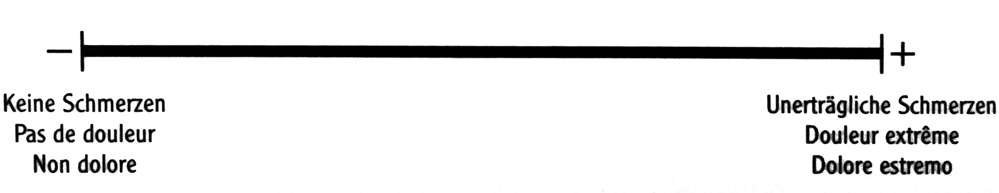 − +
Keine Schmerzen
Pas de douleur
Non dolore
Unerträgliche Schmerzen
Douleur extrême
Dolore estremo